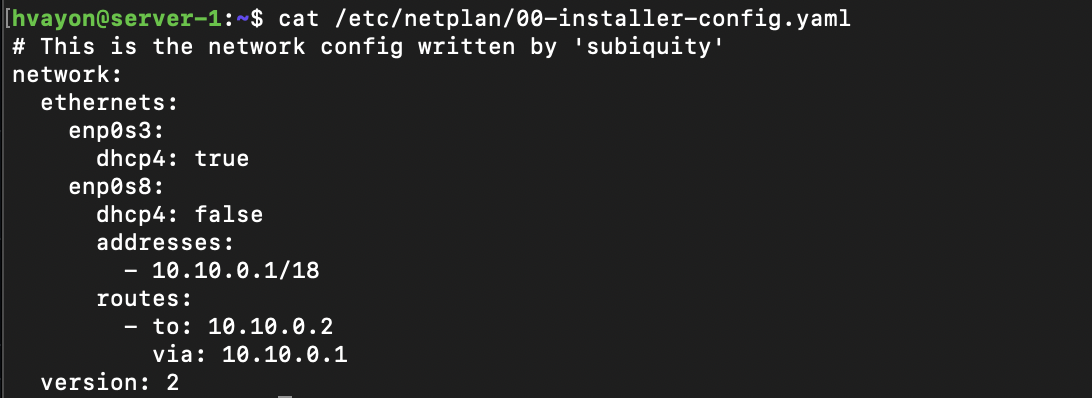 [hvayon@server-1:~$ cat /etc/netplan/00-installer-config.yaml
# This is the network config written by 'subiquity'
network:
  ethernets:
    enp0s3:
      dhcp4: true
    enp0s8:
      dhcp4: false
      addresses:
        - 10.10.0.1/18
      routes:
        - to: 10.10.0.2
          via: 10.10.0.1
  version: 2